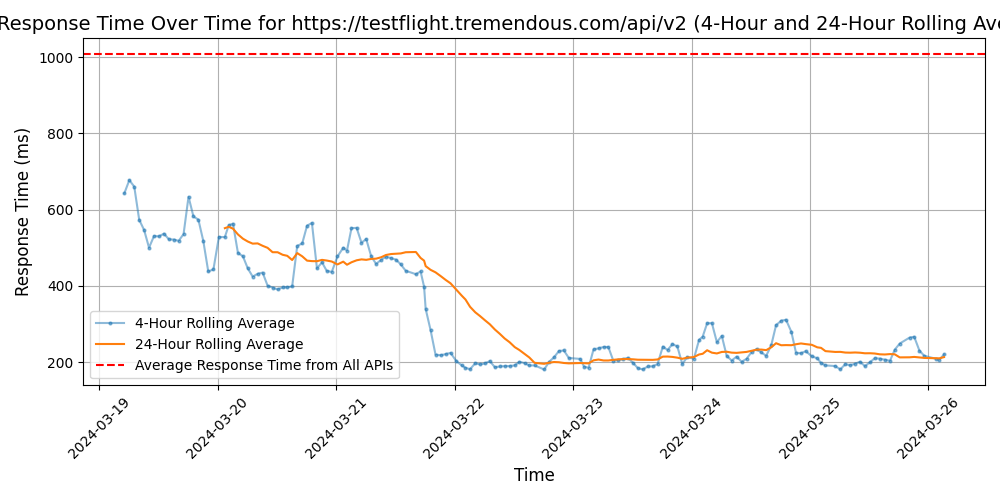 Response Time Over Time for https://testflight.tremendous.com/api/v2 (4-Hour and 24-Hour Rolling Ave
Response Time (ms)
1000
800
600
400
200
4-Hour Rolling Average
24-Hour Rolling Average
Average Response Time from All APIs
2024-03-19
2024-03-20
2024-03-21
2024-03-22
2024-03-23
2024-03-24
2024-03-25
2024-03-26
Time